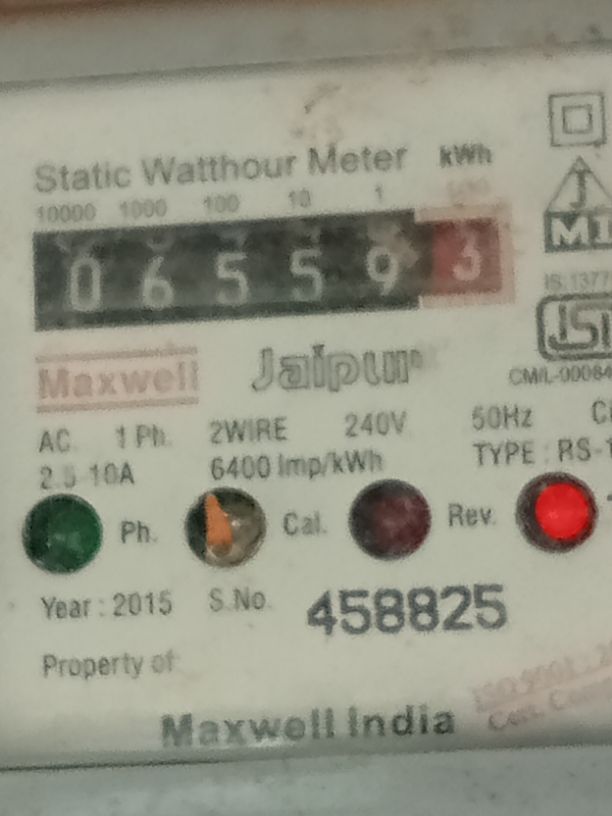 Static Watthour Meter kWh
10000 1000 100 10 1
0 6 5 5 9 3
MI
Maxwell Jaipur
ISI
AC 1 Ph. 2WIRE 240V 50Hz
2.5-10A 6400 Imp/kWh TYPE : RS-1
Ph. Cal. Rev.
Year : 2015 S.No. 458825
Property of
Maxwell India